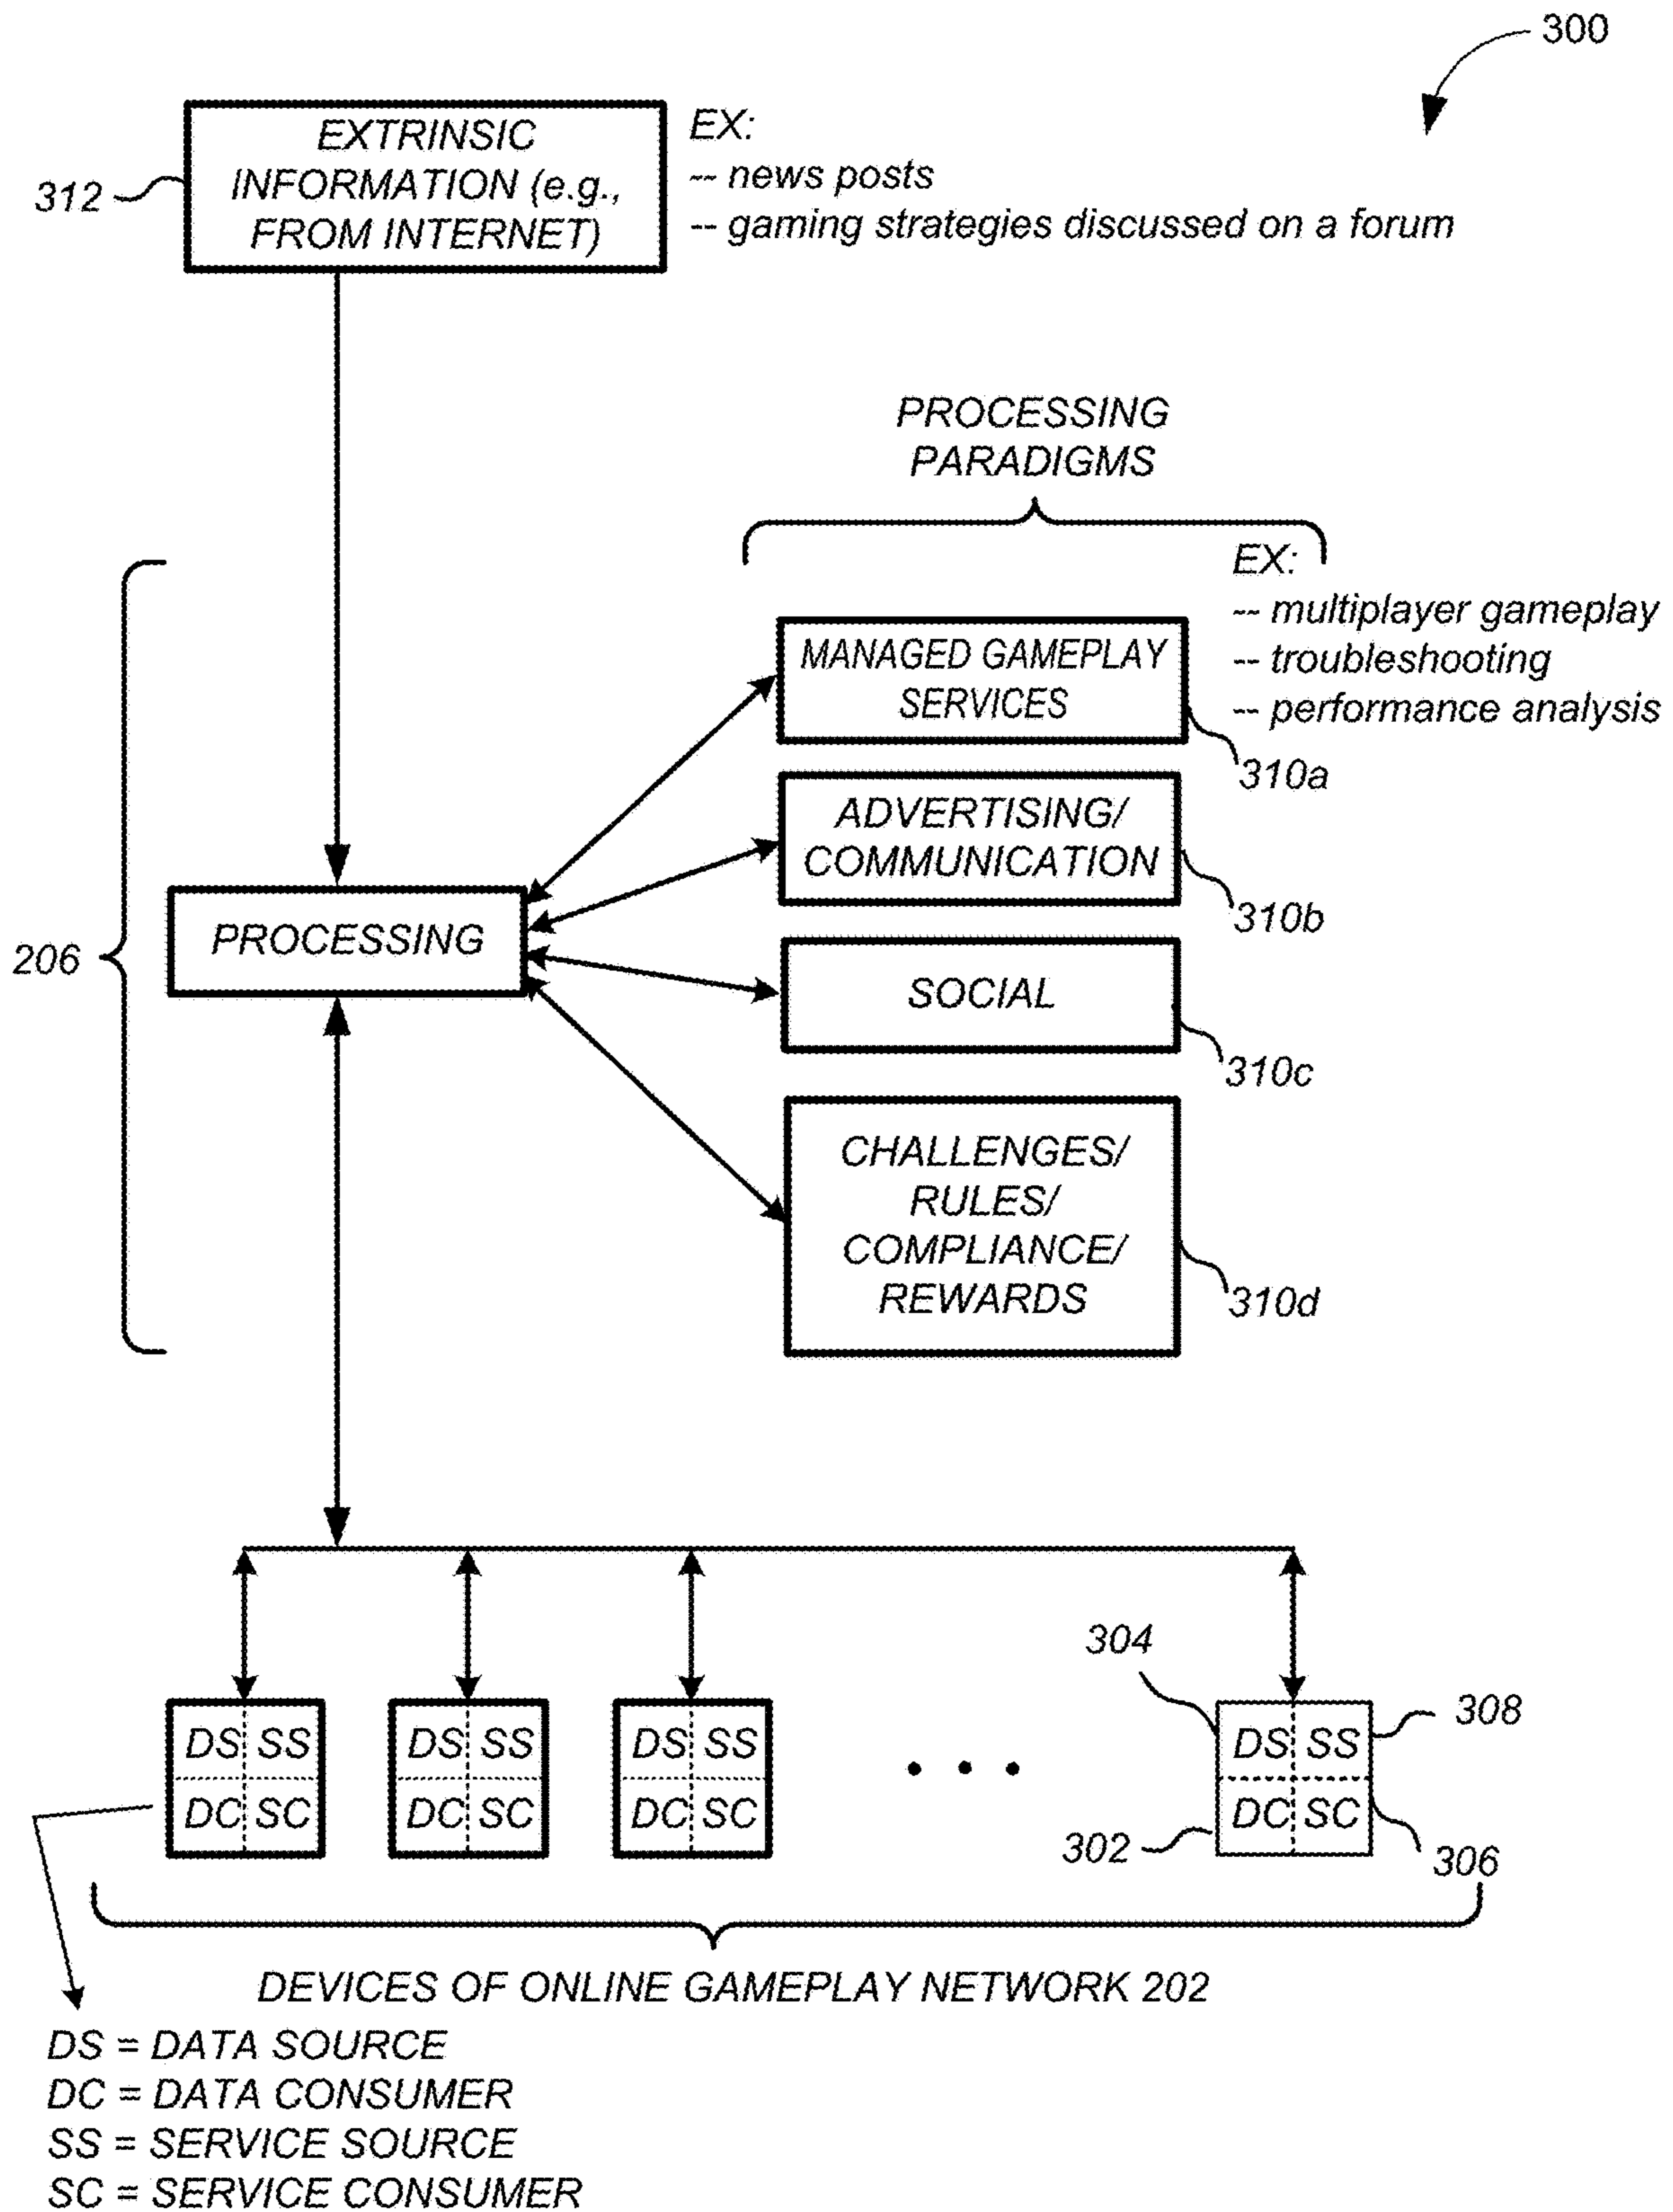 300
EXTRINSIC
INFORMATION (e.g.,
FROM INTERNET)
312
EX:
-- news posts
-- gaming strategies discussed on a forum
PROCESSING
PARADIGMS
EX:
-- multiplayer gameplay
-- troubleshooting
-- performance analysis
MANAGED GAMEPLAY
SERVICES
310a
ADVERTISING/
COMMUNICATION
310b
206
PROCESSING
SOCIAL
310c
CHALLENGES/
RULES/
COMPLIANCE/
REWARDS
310d
304
308
DS SS
DC SC
DS SS
DC SC
DS SS
DC SC
. . .
DS SS
DC SC
302
306
DEVICES OF ONLINE GAMEPLAY NETWORK 202
DS = DATA SOURCE
DC = DATA CONSUMER
SS = SERVICE SOURCE
SC = SERVICE CONSUMER